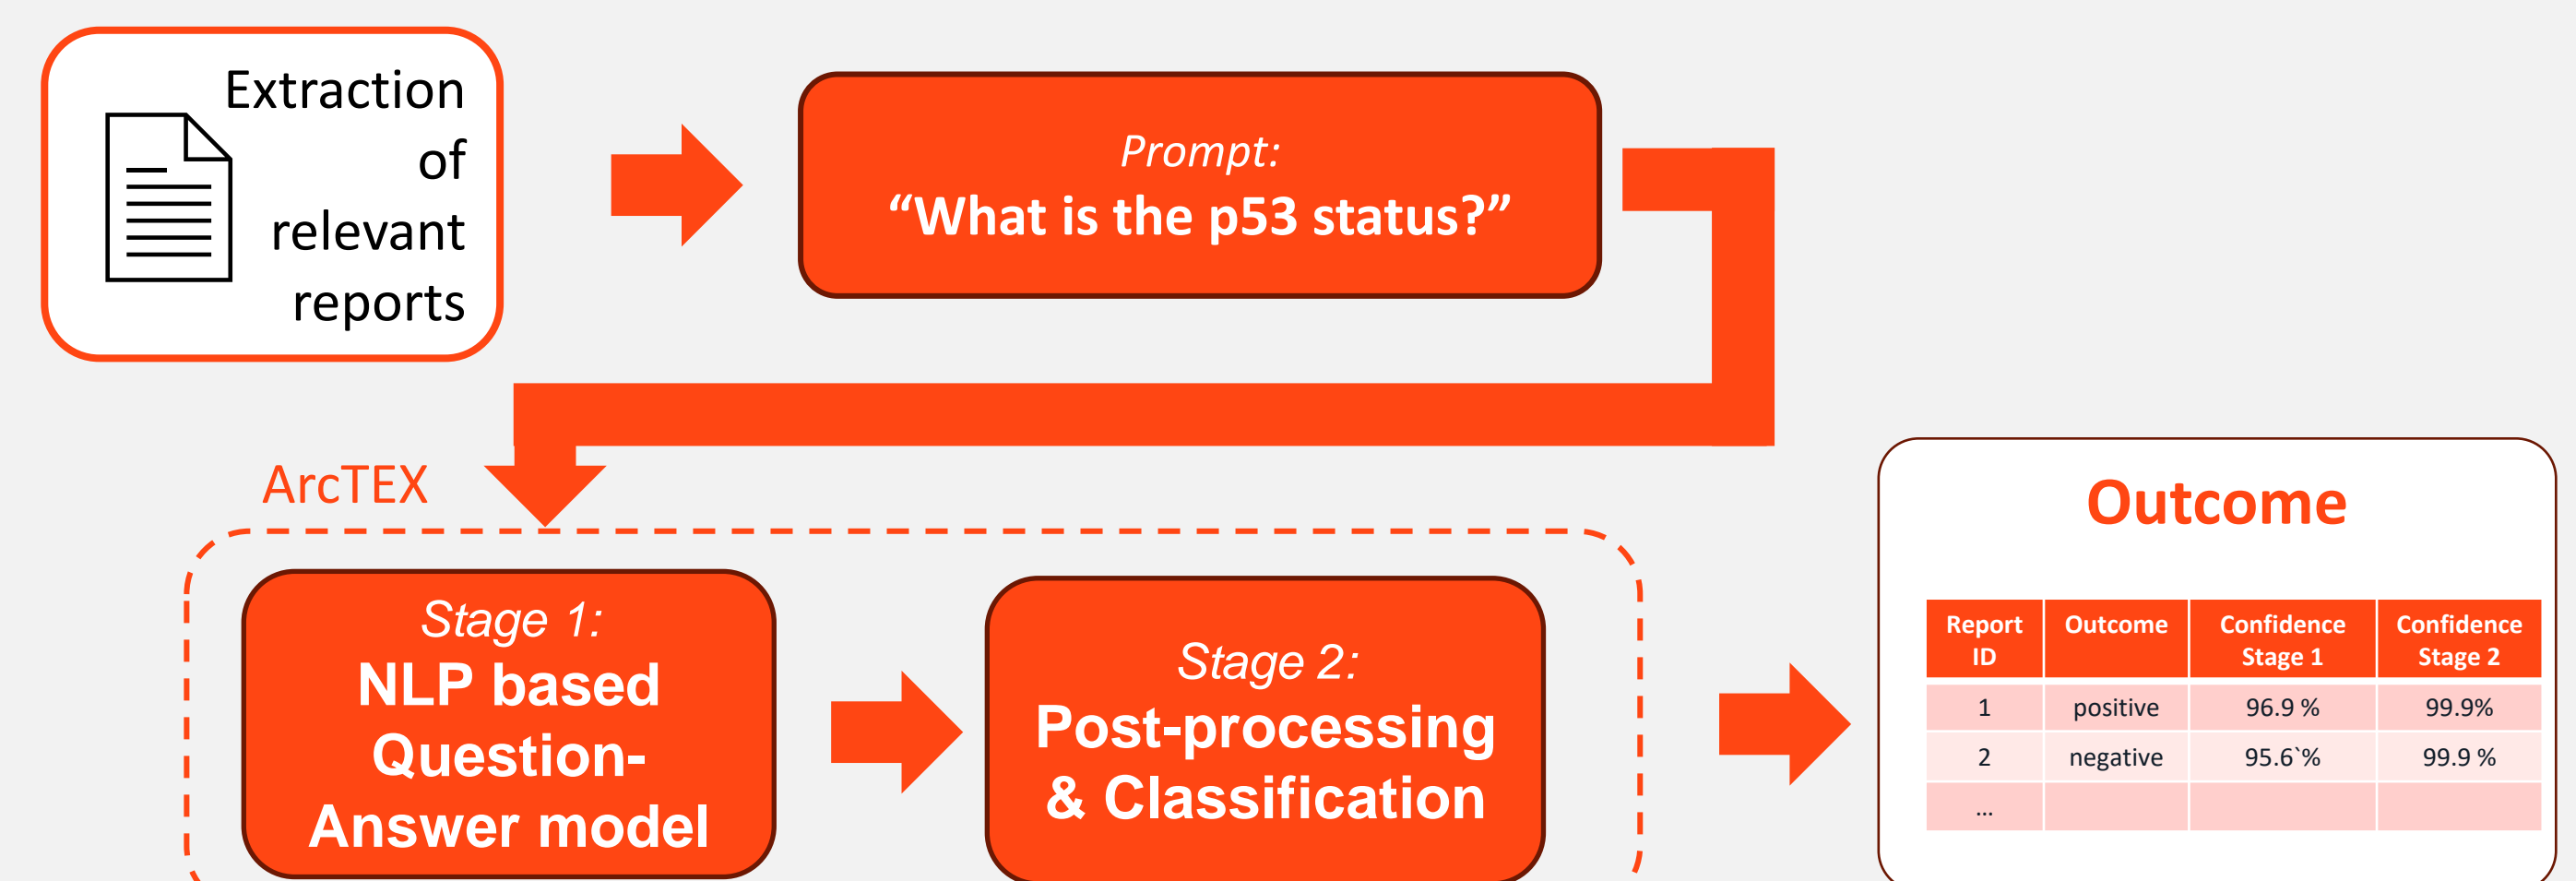 Extraction
of
relevant
reports
Prompt:
“What is the p53 status?”
ArcTEX
Stage 1:
NLP based
Question-
Answer model
Stage 2:
Post-processing
& Classification
Outcome
Report ID Outcome Confidence Stage 1 Confidence Stage 2
1 positive 96.9 % 99.9%
2 negative 95.6`% 99.9 %
...